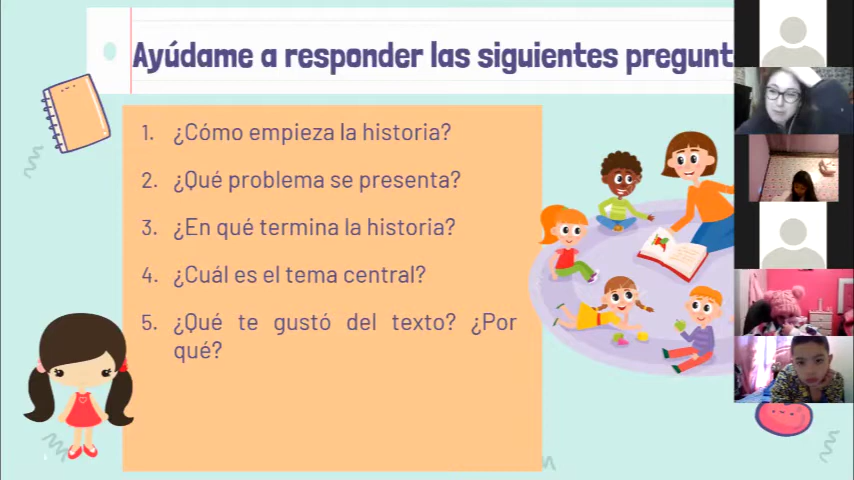 Ayúdame a responder las siguientes pregunt
1. ¿Cómo empieza la historia?
2. ¿Qué problema se presenta?
3. ¿En qué termina la historia?
4. ¿Cuál es el tema central?
5. ¿Qué te gustó del texto? ¿Por
qué?